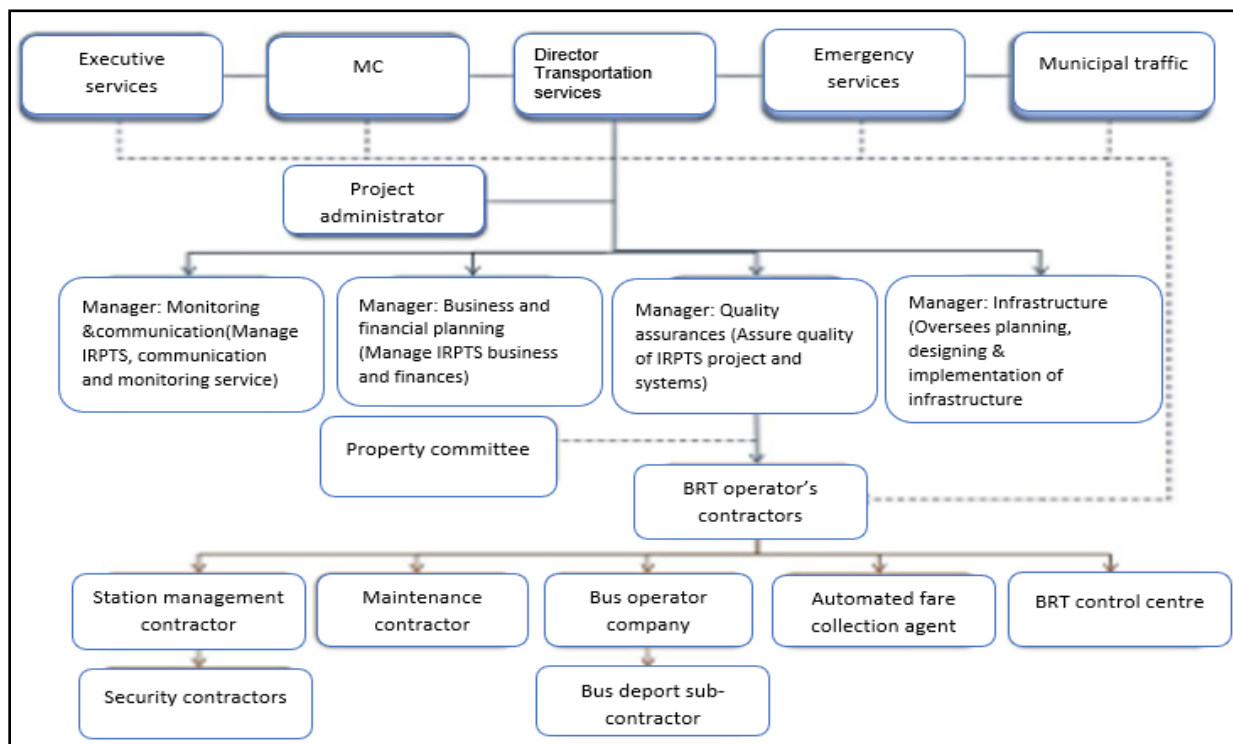 Executive
services
MC
Director
Transportation
services
Emergency
services
Municipal traffic
Project
administrator
Manager: Monitoring
&communication(Manage
IRPTS, communication
and monitoring service)
Manager: Business and
financial planning
(Manage IRPTS business
and finances)
Manager: Quality
assurances (Assure quality
of IRPTS project and
systems)
Manager: Infrastructure
(Oversees planning,
designing &
implementation of
infrastructure
Property committee
BRT operator’s
contractors
Station management
contractor
Maintenance
contractor
Bus operator
company
Automated fare
collection agent
BRT control centre
Security contractors
Bus deport sub-
contractor